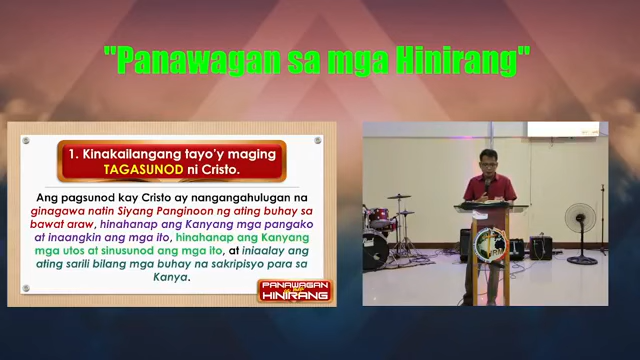 "Panawagan sa mga Hinirang"
1. Kinakailangang tayo'y maging
TAGASUNOD ni Cristo.
Ang pagsunod kay Cristo ay nangangahulugan na
ginagawa natin Siyang Panginoon ng ating buhay sa
bawat araw, hinahanap ang Kanyang mga pangako
at inaangkin ang mga ito, hinahanap ang Kanyang
mga utos at sinusunod ang mga ito, at iniaalay ang
ating sarili bilang mga buhay na sakripisyo para sa
Kanya.
PANAWAGAN
HINIRANG